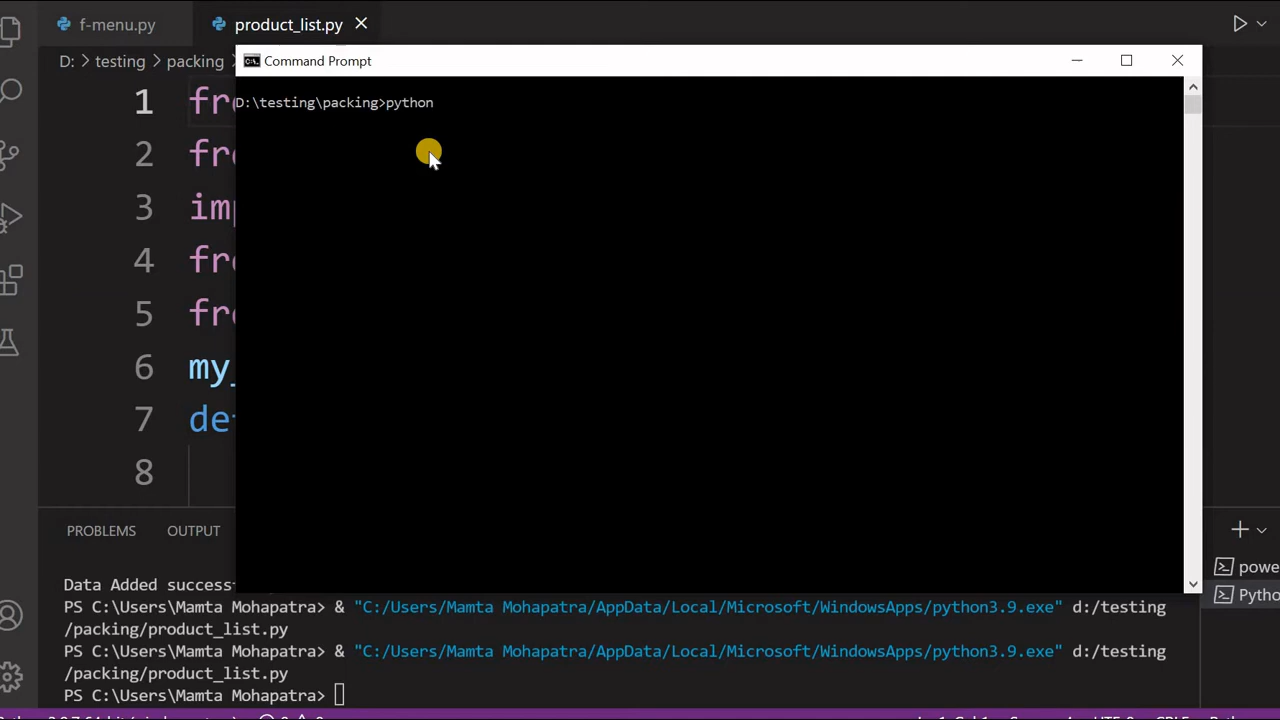 f-menu.py
product_list.py
D: > testing > packing >
Command Prompt
D:\testing\packing>python
1 fr
2 fr
3 im
4 fr
5 fr
6 my_
7 de
8
PROBLEMS OUTPUT
Data Added success
PS C:\Users\Mamta Mohapatra> & "C:/Users/Mamta Mohapatra/AppData/Local/Microsoft/WindowsApps/python3.9.exe" d:/testing
/packing/product_list.py
PS C:\Users\Mamta Mohapatra> & "C:/Users/Mamta Mohapatra/AppData/Local/Microsoft/WindowsApps/python3.9.exe" d:/testing
/packing/product_list.py
PS C:\Users\Mamta Mohapatra>
powe
Pytho